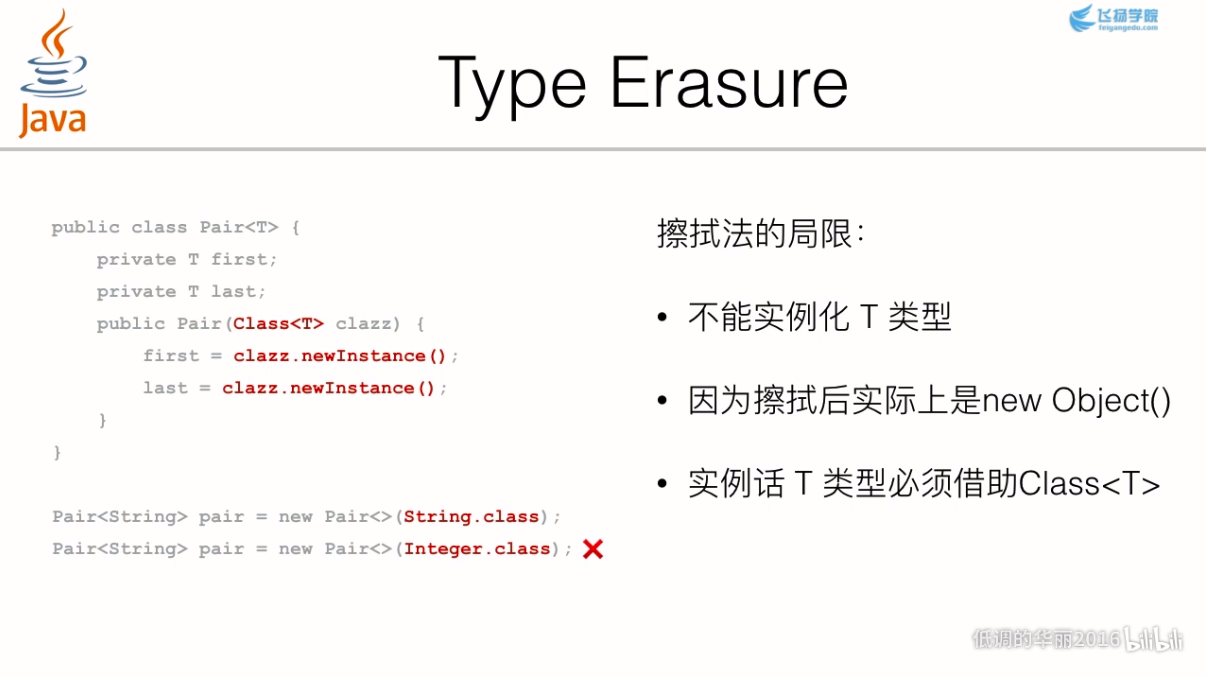 Java
飞扬学院
feiyangedu.com
Type Erasure
public class Pair<T> {
    private T first;
    private T last;
    public Pair(Class<T> clazz) {
        first = clazz.newInstance();
        last = clazz.newInstance();
    }
}
Pair<String> pair = new Pair<>(String.class);
Pair<String> pair = new Pair<>(Integer.class);
擦拭法的局限：
• 不能实例化 T 类型
• 因为擦拭后实际上是new Object()
• 实例话 T 类型必须借助Class<T>
低调的华丽2016 bilibili